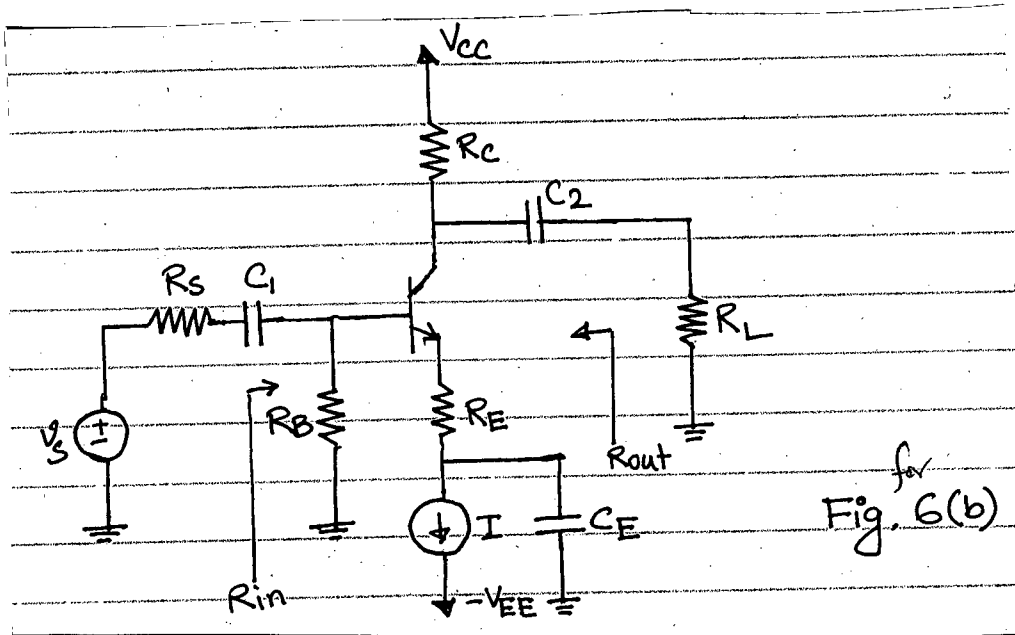 VCC
RC
C2
RS
C1
RL
vs
+
-
RB
RE
Rout
I
CE
Rin
-VEE
for
Fig. 6(b)